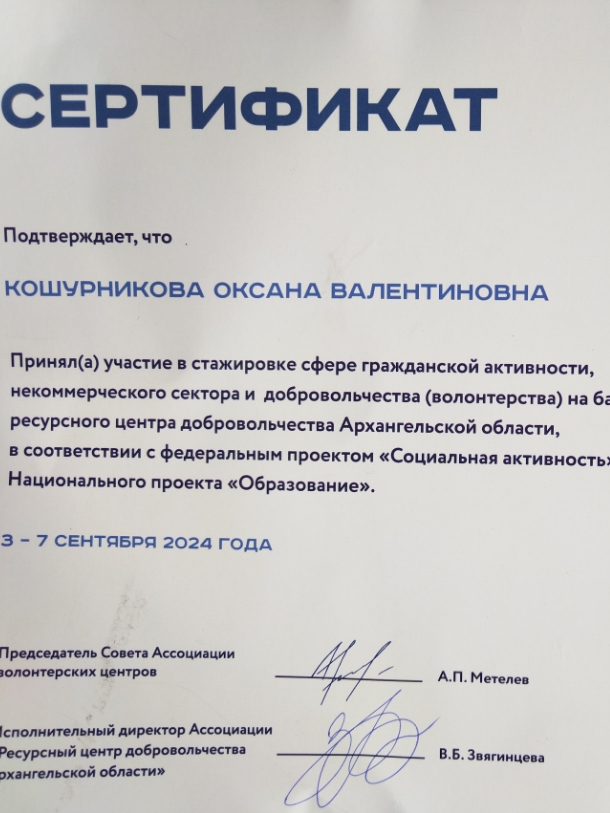 СЕРТИФИКАТ
Подтверждает, что
КОШУРНИКОВА ОКСАНА ВАЛЕНТИНОВНА
Принял(а) участие в стажировке сфере гражданской активности,
некоммерческого сектора и добровольчества (волонтерства) на ба
ресурсного центра добровольчества Архангельской области,
в соответствии с федеральным проектом «Социальная активность»
Национального проекта «Образование».
3 – 7 СЕНТЯБРЯ 2024 ГОДА
Председатель Совета Ассоциации
волонтерских центров
А.П. Метелев
Исполнительный директор Ассоциации
«Ресурсный центр добровольчества
рхангельской области»
В.Б. Звягинцева